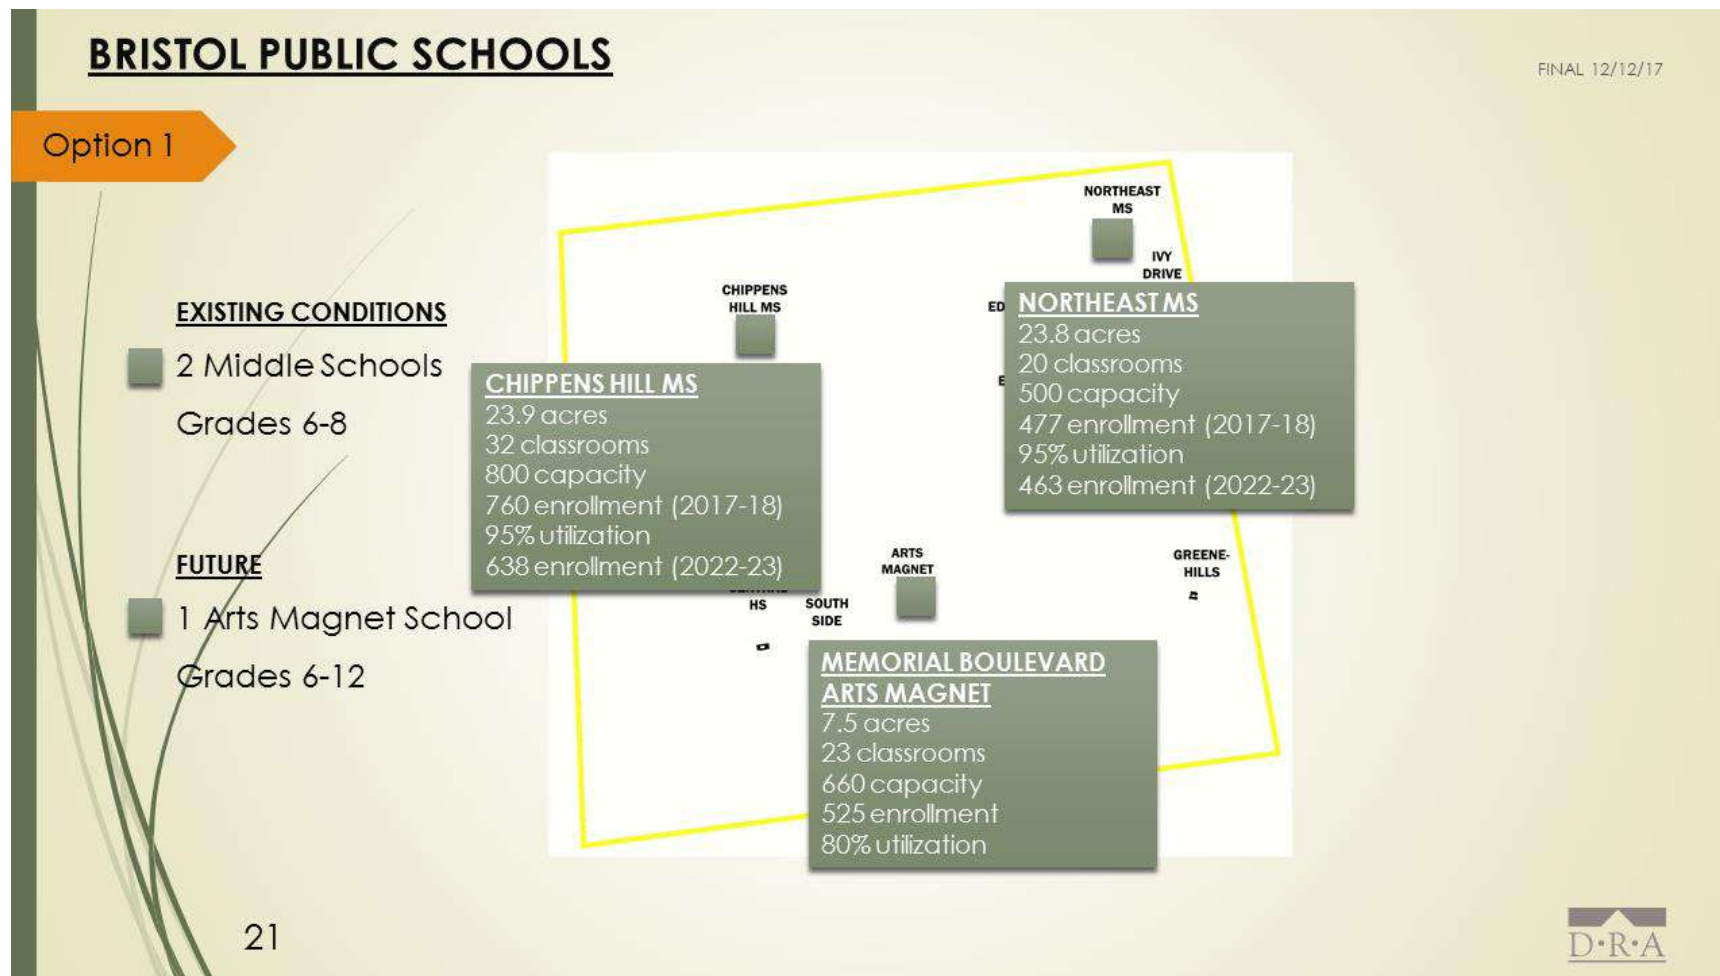 BRISTOL PUBLIC SCHOOLS
FINAL 12/12/17
Option 1
EXISTING CONDITIONS
2 Middle Schools
Grades 6-8
FUTURE
1 Arts Magnet School
Grades 6-12
NORTHEAST
MS
IVY
DRIVE
CHIPPENS
HILL MS
ED
NORTHEAST MS
23.8 acres
20 classrooms
500 capacity
477 enrollment (2017-18)
95% utilization
463 enrollment (2022-23)
CHIPPENS HILL MS
23.9 acres
32 classrooms
800 capacity
760 enrollment (2017-18)
95% utilization
638 enrollment (2022-23)
ARTS
MAGNET
GREENE-
HILLS
HS
SOUTH
SIDE
MEMORIAL BOULEVARD
ARTS MAGNET
7.5 acres
23 classrooms
660 capacity
525 enrollment
80% utilization
21
D·R·A